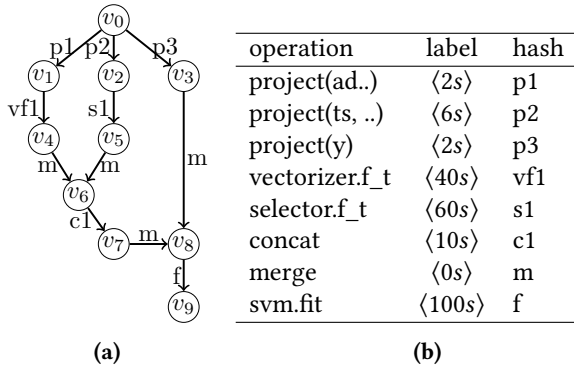 v0
p1 p2 p3
v1 v2 v3
vf1 s1
v4 v5
m m m
v6
c1
v7 m v8
f
v9
(a)
operation label hash
project(ad..) ⟨2s⟩ p1
project(ts, ..) ⟨6s⟩ p2
project(y) ⟨2s⟩ p3
vectorizer.f_t ⟨40s⟩ vf1
selector.f_t ⟨60s⟩ s1
concat ⟨10s⟩ c1
merge ⟨0s⟩ m
svm.fit ⟨100s⟩ f
(b)